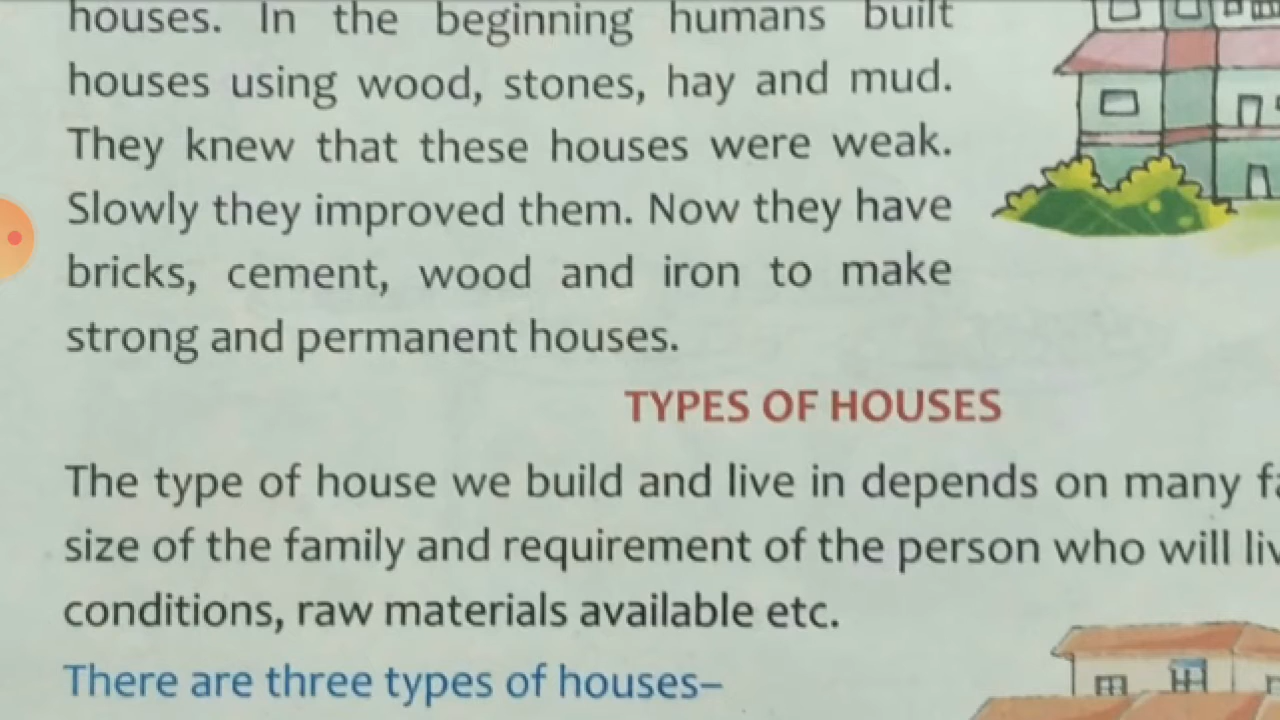 houses. In the beginning humans built
houses using wood, stones, hay and mud.
They knew that these houses were weak.
Slowly they improved them. Now they have
bricks, cement, wood and iron to make
strong and permanent houses.
TYPES OF HOUSES
The type of house we build and live in depends on many
size of the family and requirement of the person who will
conditions, raw materials available etc.
There are three types of houses–